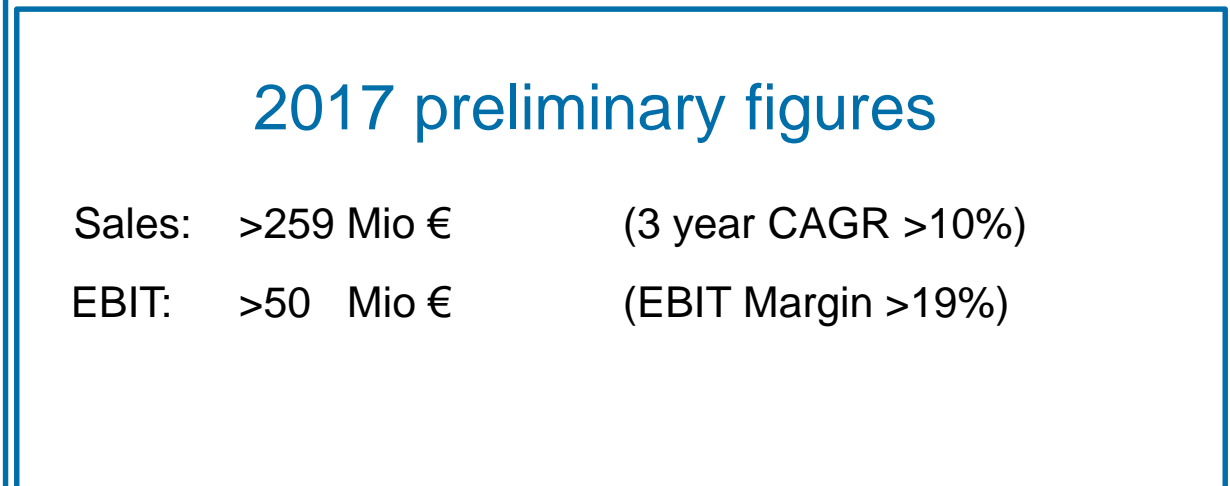 2017 preliminary figures
Sales: >259 Mio € (3 year CAGR >10%)
EBIT: >50 Mio € (EBIT Margin >19%)